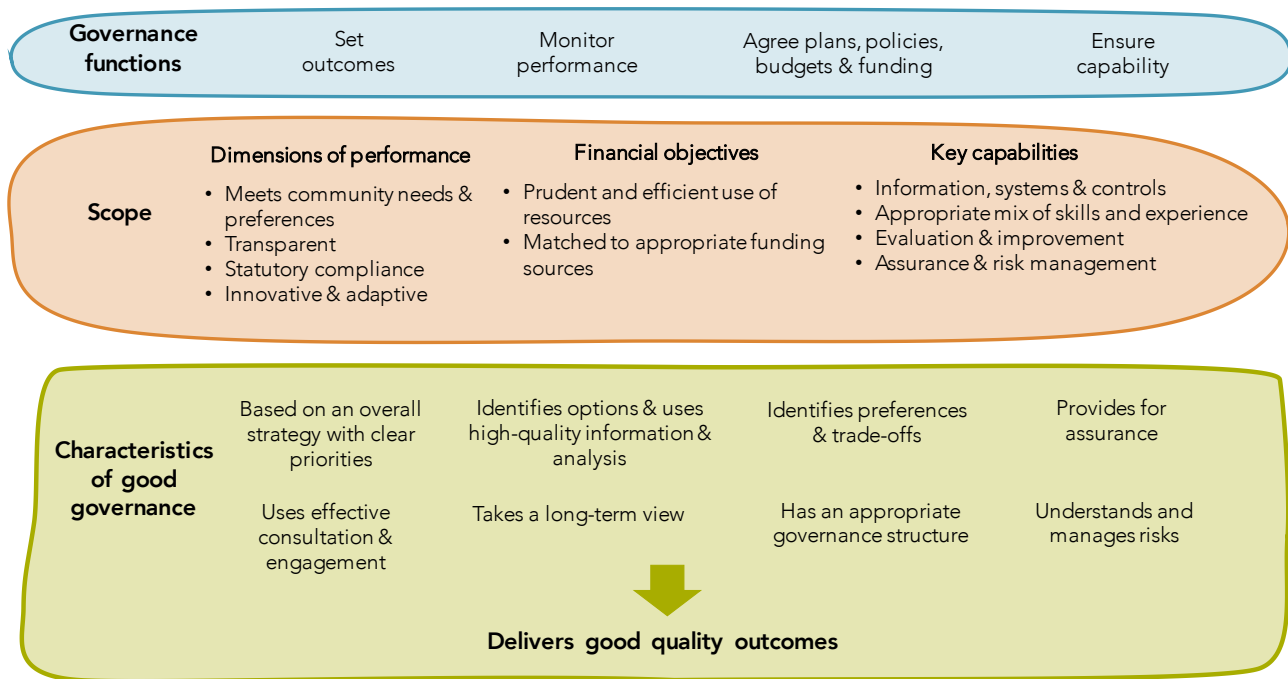 Governance
functions
Set
outcomes
Monitor
performance
Agree plans, policies,
budgets & funding
Ensure
capability
Scope
Dimensions of performance
• Meets community needs &
preferences
• Transparent
• Statutory compliance
• Innovative & adaptive
Financial objectives
• Prudent and efficient use of
resources
• Matched to appropriate funding
sources
Key capabilities
• Information, systems & controls
• Appropriate mix of skills and experience
• Evaluation & improvement
• Assurance & risk management
Characteristics
of good
governance
Based on an overall
strategy with clear
priorities
Identifies options & uses
high-quality information &
analysis
Identifies preferences
& trade-offs
Provides for
assurance
Uses effective
consultation &
engagement
Takes a long-term view
Has an appropriate
governance structure
Understands and
manages risks
Delivers good quality outcomes